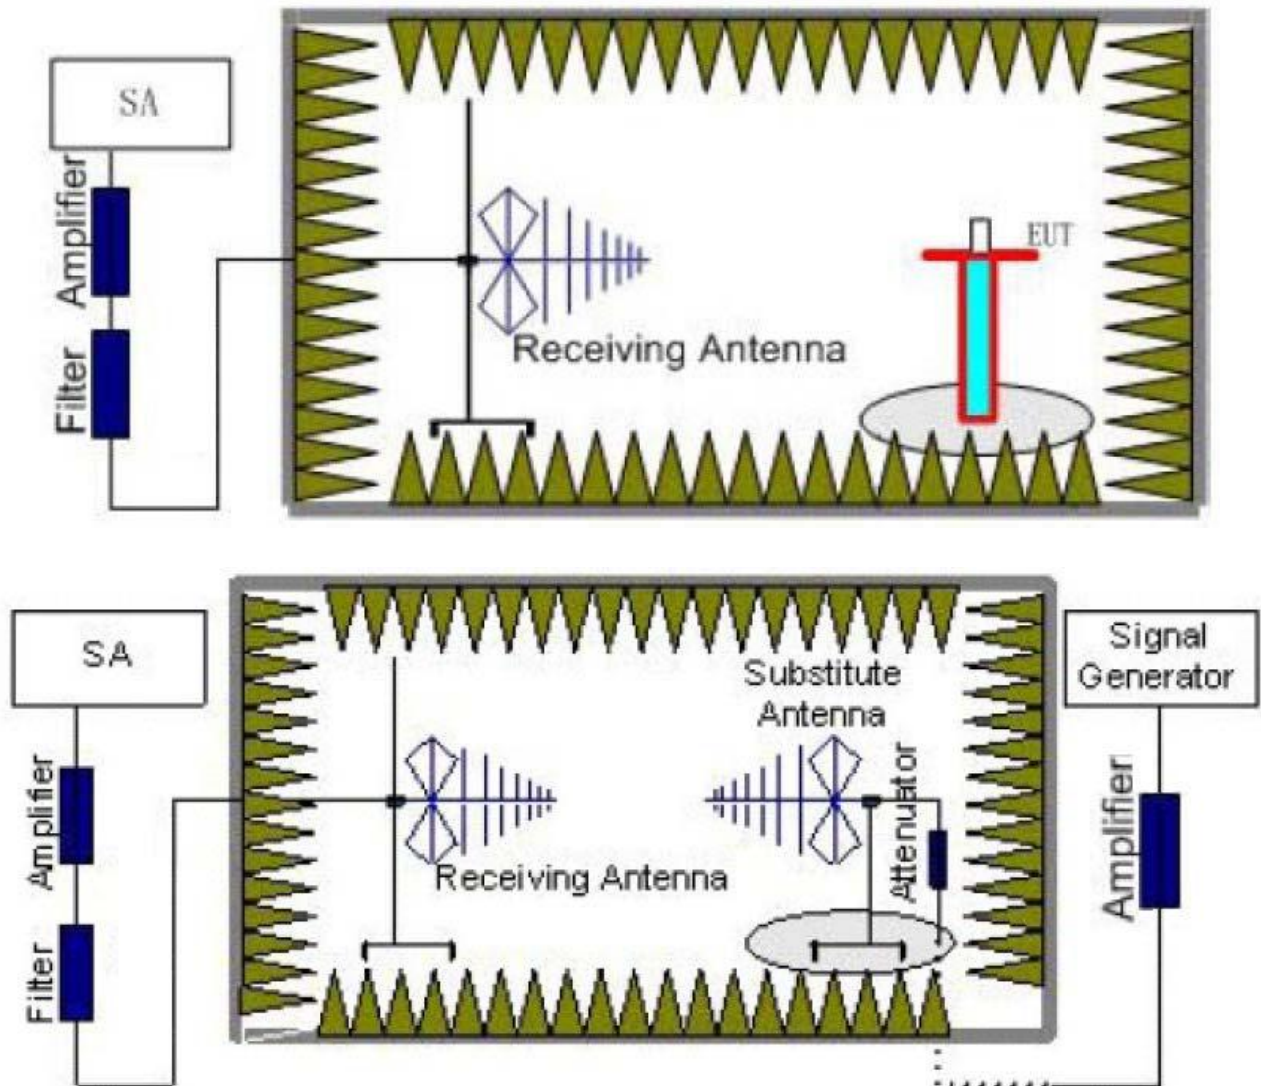 SA
Amplifier
Filter
EUT
Receiving Antenna
SA
Amplifier
Filter
Receiving Antenna
Substitute
Antenna
Attenuator
Signal
Generator
Amplifier